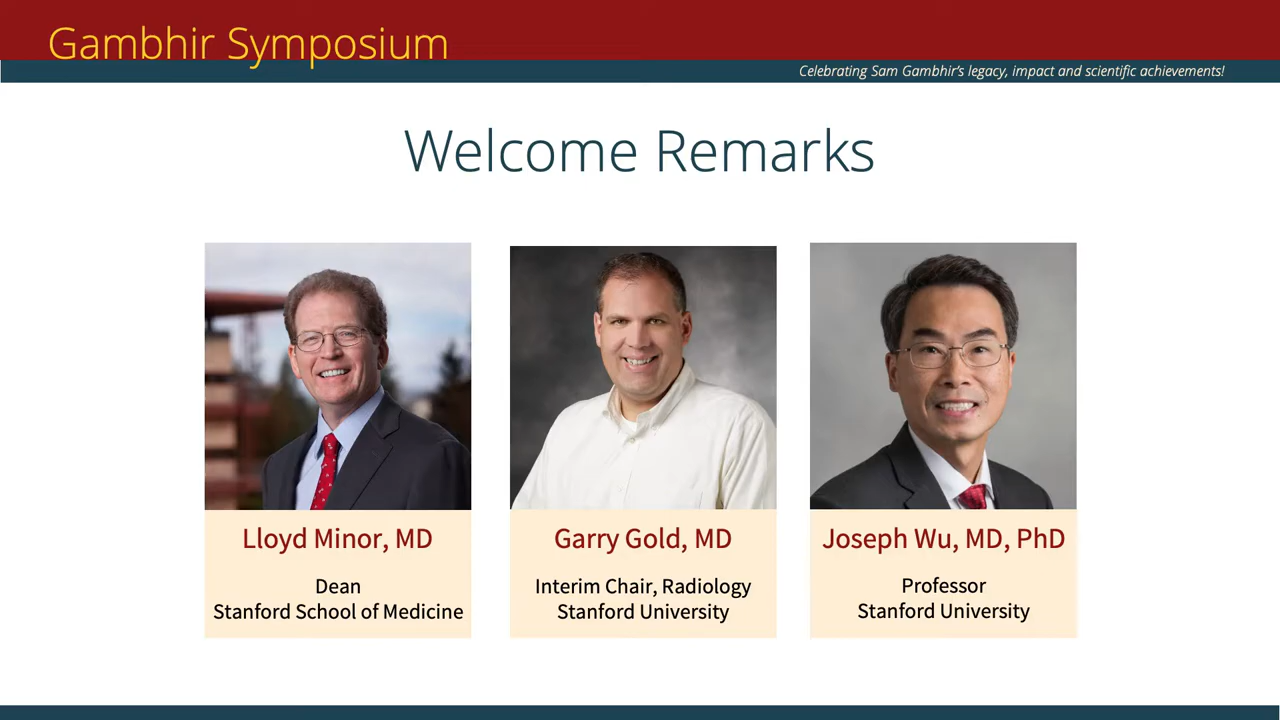 Gambhir Symposium
Celebrating Sam Gambhir's legacy, impact and scientific achievements!
Welcome Remarks
Lloyd Minor, MD
Dean
Stanford School of Medicine
Garry Gold, MD
Interim Chair, Radiology
Stanford University
Joseph Wu, MD, PhD
Professor
Stanford University